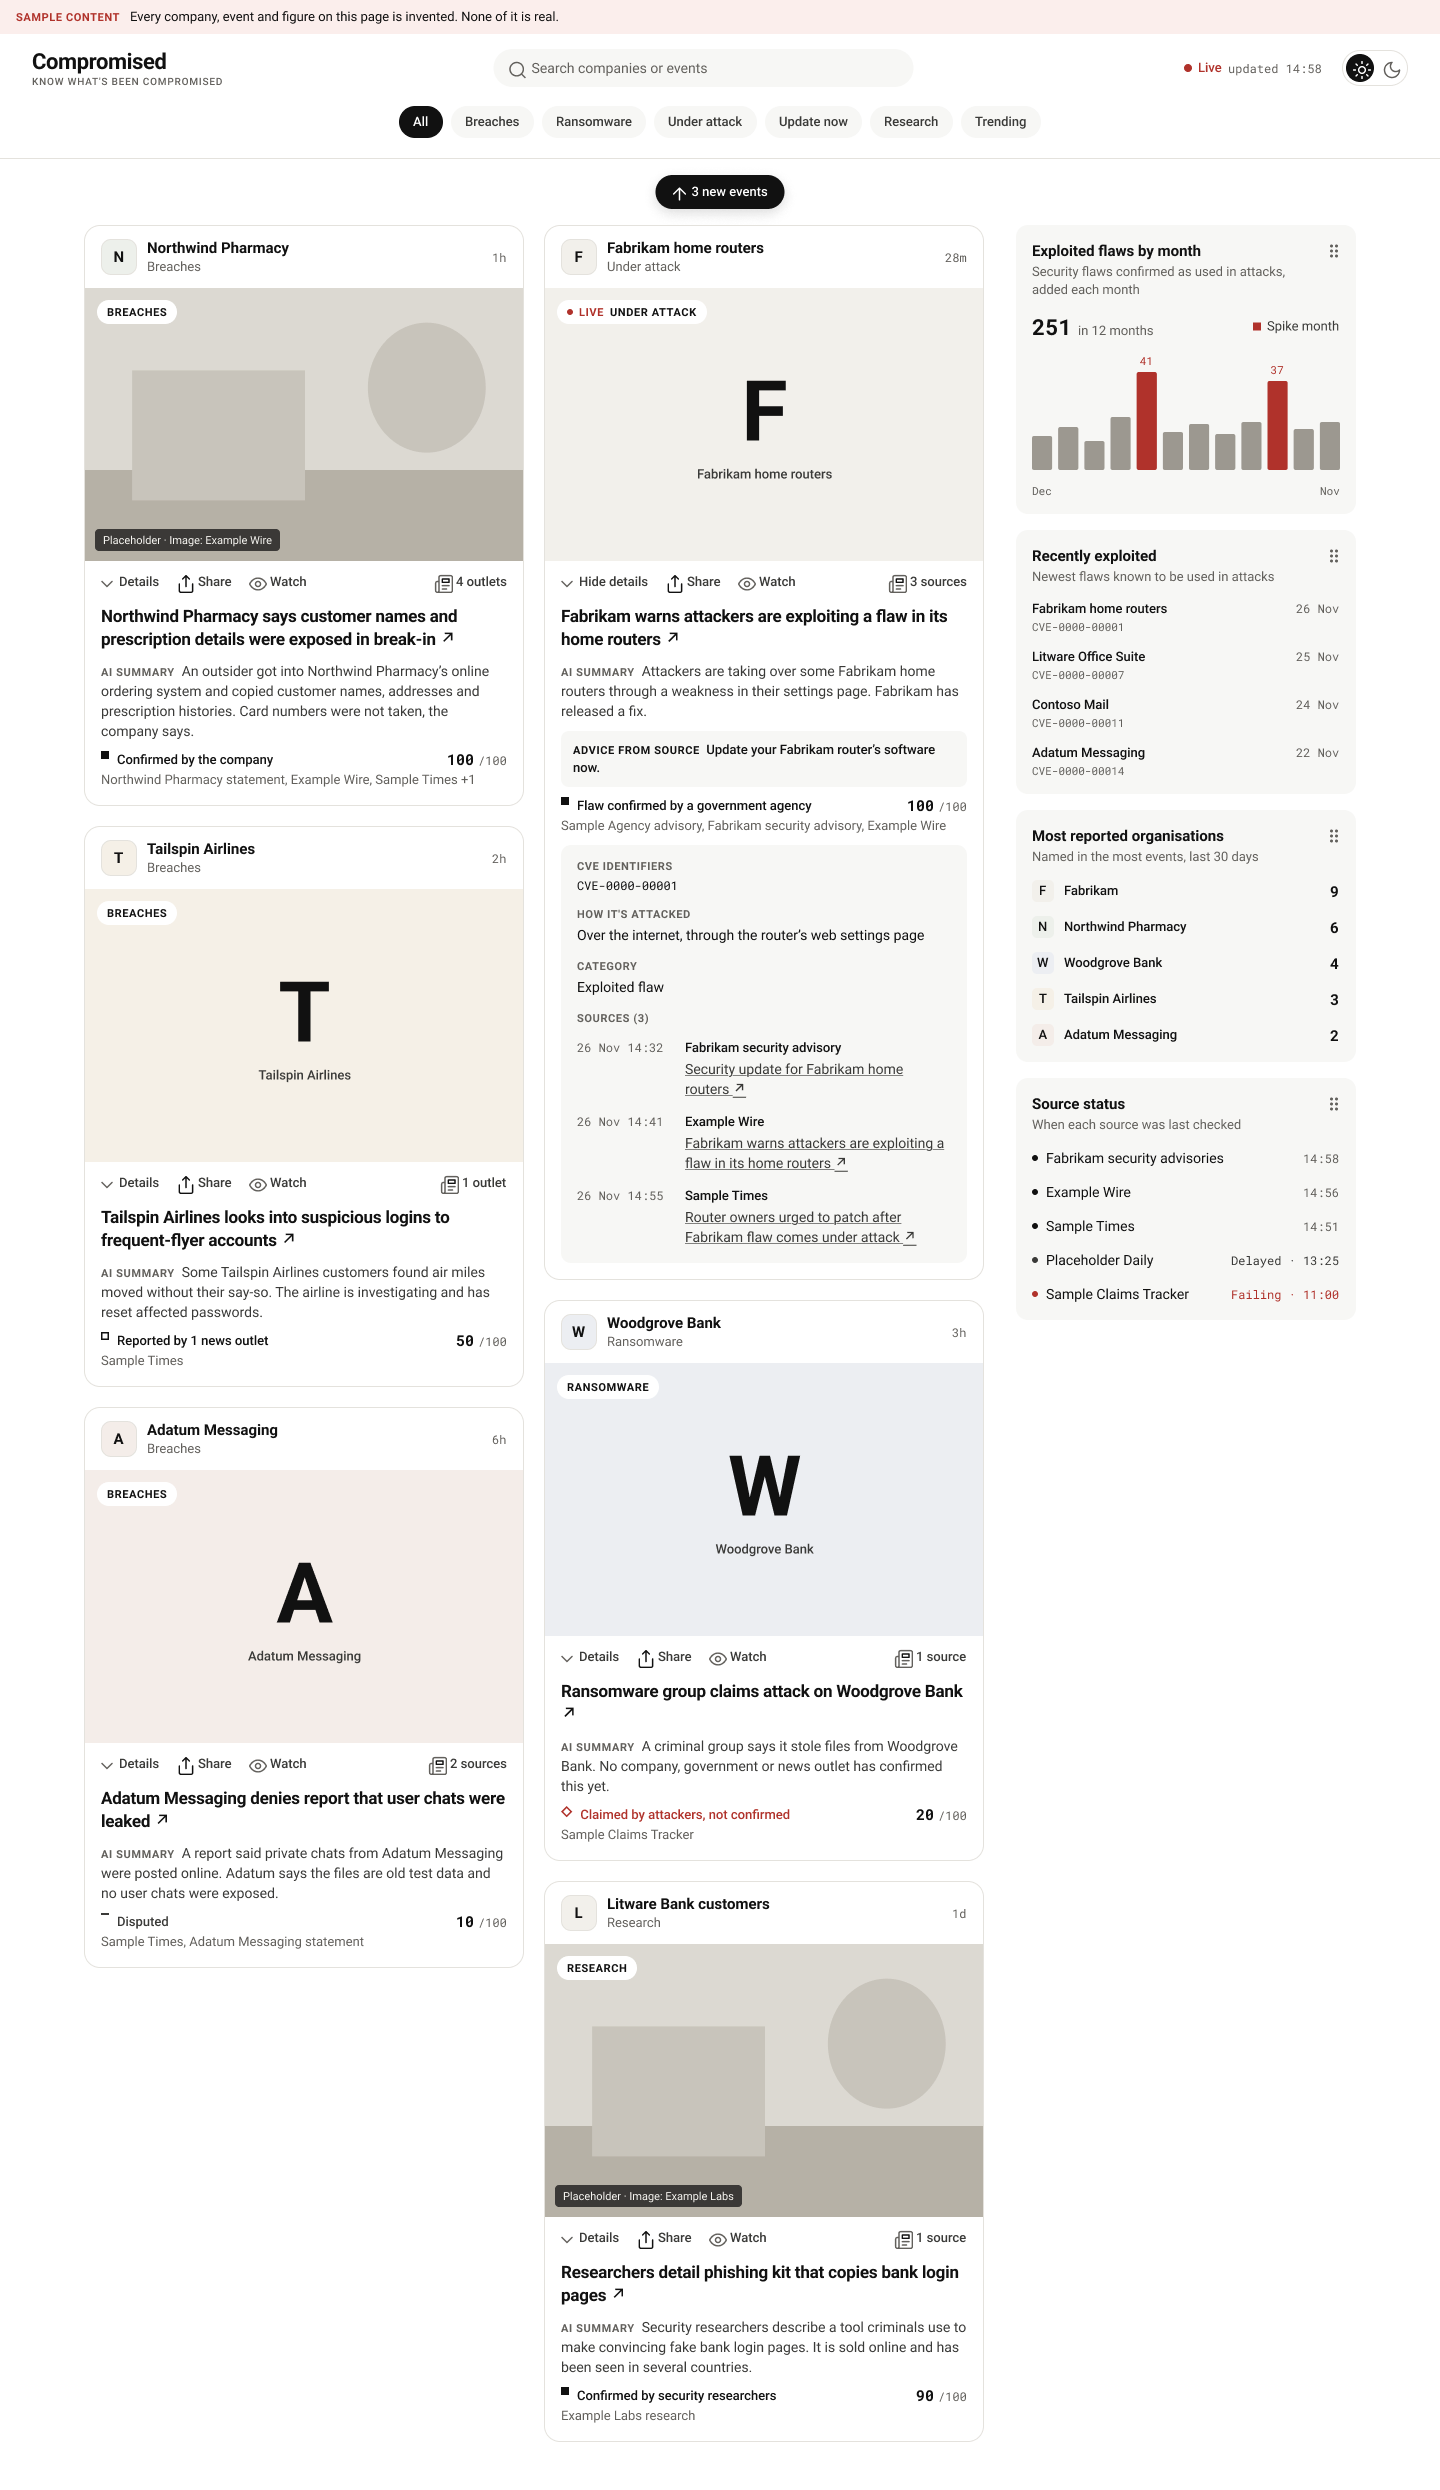 SAMPLE CONTENT Every company, event and figure on this page is invented. None of it is real.
Compromised
KNOW WHAT'S BEEN COMPROMISED
Search companies or events
Live updated 14:58
All
Breaches
Ransomware
Under attack
Update now
Research
Trending
3 new events
N
Northwind Pharmacy
Breaches
1h
BREACHES
Placeholder · Image: Example Wire
Details
Share
Watch
4 outlets
Northwind Pharmacy says customer names and
prescription details were exposed in break-in ↗
AI SUMMARY An outsider got into Northwind Pharmacy’s online
ordering system and copied customer names, addresses and
prescription histories. Card numbers were not taken, the
company says.
Confirmed by the company
100 /100
Northwind Pharmacy statement, Example Wire, Sample Times +1
T
Tailspin Airlines
Breaches
2h
BREACHES
T
Tailspin Airlines
Details
Share
Watch
1 outlet
Tailspin Airlines looks into suspicious logins to
frequent-flyer accounts ↗
AI SUMMARY Some Tailspin Airlines customers found air miles
moved without their say-so. The airline is investigating and has
reset affected passwords.
Reported by 1 news outlet
50 /100
Sample Times
A
Adatum Messaging
Breaches
6h
BREACHES
A
Adatum Messaging
Details
Share
Watch
2 sources
Adatum Messaging denies report that user chats were
leaked ↗
AI SUMMARY A report said private chats from Adatum Messaging
were posted online. Adatum says the files are old test data and
no user chats were exposed.
Disputed
10 /100
Sample Times, Adatum Messaging statement
F
Fabrikam home routers
Under attack
28m
LIVE UNDER ATTACK
F
Fabrikam home routers
Hide details
Share
Watch
3 sources
Fabrikam warns attackers are exploiting a flaw in its
home routers ↗
AI SUMMARY Attackers are taking over some Fabrikam home
routers through a weakness in their settings page. Fabrikam has
released a fix.
ADVICE FROM SOURCE Update your Fabrikam router’s software
now.
Flaw confirmed by a government agency
100 /100
Sample Agency advisory, Fabrikam security advisory, Example Wire
CVE IDENTIFIERS
CVE-0000-00001
HOW IT'S ATTACKED
Over the internet, through the router’s web settings page
CATEGORY
Exploited flaw
SOURCES (3)
26 Nov 14:32
Fabrikam security advisory
Security update for Fabrikam home
routers ↗
26 Nov 14:41
Example Wire
Fabrikam warns attackers are exploiting a
flaw in its home routers ↗
26 Nov 14:55
Sample Times
Router owners urged to patch after
Fabrikam flaw comes under attack ↗
W
Woodgrove Bank
Ransomware
3h
RANSOMWARE
W
Woodgrove Bank
Details
Share
Watch
1 source
Ransomware group claims attack on Woodgrove Bank
↗
AI SUMMARY A criminal group says it stole files from Woodgrove
Bank. No company, government or news outlet has confirmed
this yet.
Claimed by attackers, not confirmed
20 /100
Sample Claims Tracker
L
Litware Bank customers
Research
1d
RESEARCH
Placeholder · Image: Example Labs
Details
Share
Watch
1 source
Researchers detail phishing kit that copies bank login
pages ↗
AI SUMMARY Security researchers describe a tool criminals use to
make convincing fake bank login pages. It is sold online and has
been seen in several countries.
Confirmed by security researchers
90 /100
Example Labs research
Exploited flaws by month
Security flaws confirmed as used in attacks,
added each month
251 in 12 months
Spike month
41
37
Dec
Nov
Recently exploited
Newest flaws known to be used in attacks
Fabrikam home routers
26 Nov
CVE-0000-00001
Litware Office Suite
25 Nov
CVE-0000-00007
Contoso Mail
24 Nov
CVE-0000-00011
Adatum Messaging
22 Nov
CVE-0000-00014
Most reported organisations
Named in the most events, last 30 days
F Fabrikam 9
N Northwind Pharmacy 6
W Woodgrove Bank 4
T Tailspin Airlines 3
A Adatum Messaging 2
Source status
When each source was last checked
Fabrikam security advisories 14:58
Example Wire 14:56
Sample Times 14:51
Placeholder Daily Delayed · 13:25
Sample Claims Tracker Failing · 11:00